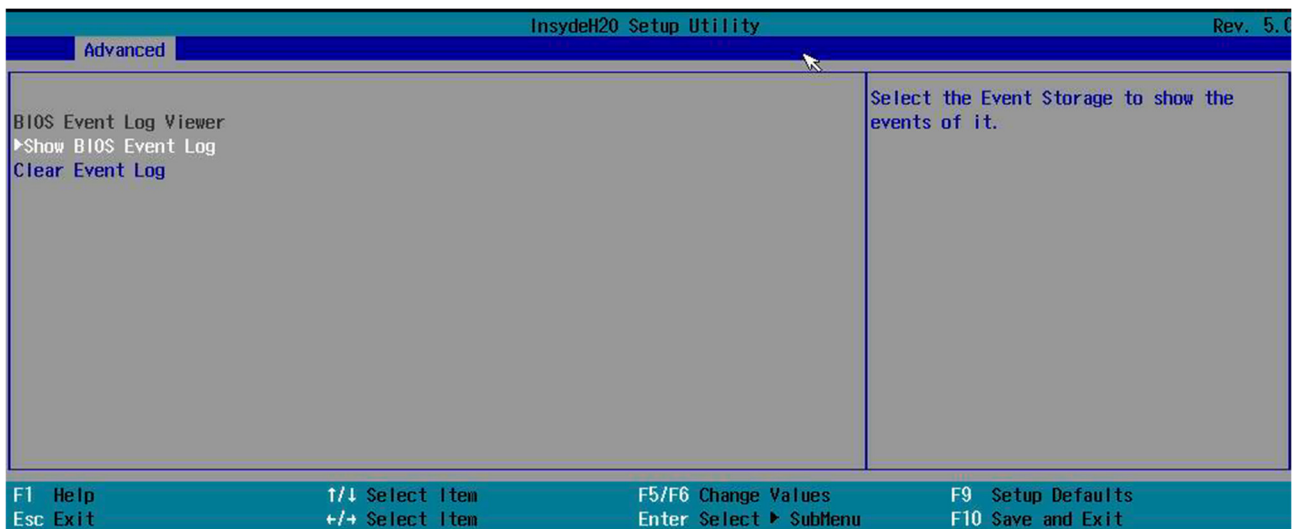 InsydeH2O Setup Utility Rev. 5.0
Advanced
BIOS Event Log Viewer
▶Show BIOS Event Log
Clear Event Log
Select the Event Storage to show the
events of it.
F1 Help ↑/↓ Select Item F5/F6 Change Values F9 Setup Defaults
Esc Exit ←/→ Select Item Enter Select ▶ SubMenu F10 Save and Exit